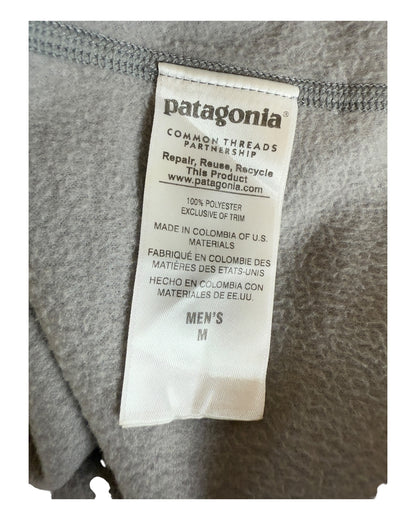 patagonia®
COMMON THREADS
PARTNERSHIP
Repair, Reuse, Recycle
This Product
www.patagonia.com
100% POLYESTER
EXCLUSIVE OF TRIM
MADE IN COLOMBIA OF U.S.
MATERIALS
FABRIQUÉ EN COLOMBIE DES
MATIÈRES DES ETATS-UNIS
HECHO EN COLOMBIA CON
MATERIALES DE EE.UU.
MEN'S
M